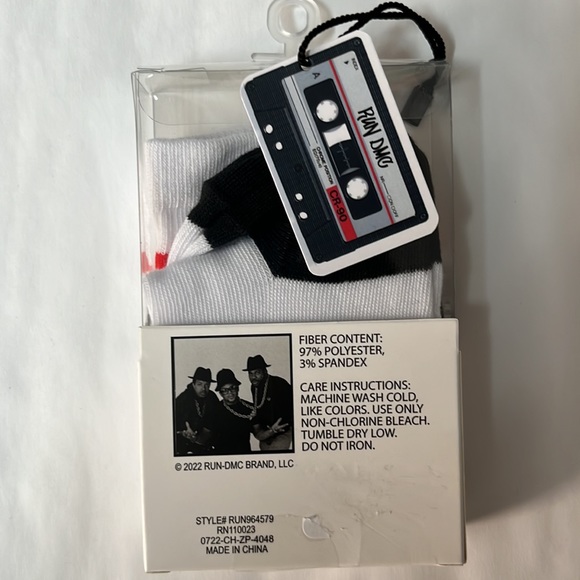 A
INDEX
RUN DMC
CR-90
FIBER CONTENT:
97% POLYESTER,
3% SPANDEX
CARE INSTRUCTIONS:
MACHINE WASH COLD,
LIKE COLORS. USE ONLY
NON-CHLORINE BLEACH.
TUMBLE DRY LOW.
DO NOT IRON.
© 2022 RUN-DMC BRAND, LLC
STYLE# RUN964579
RN110023
0722-CH-ZP-4048
MADE IN CHINA